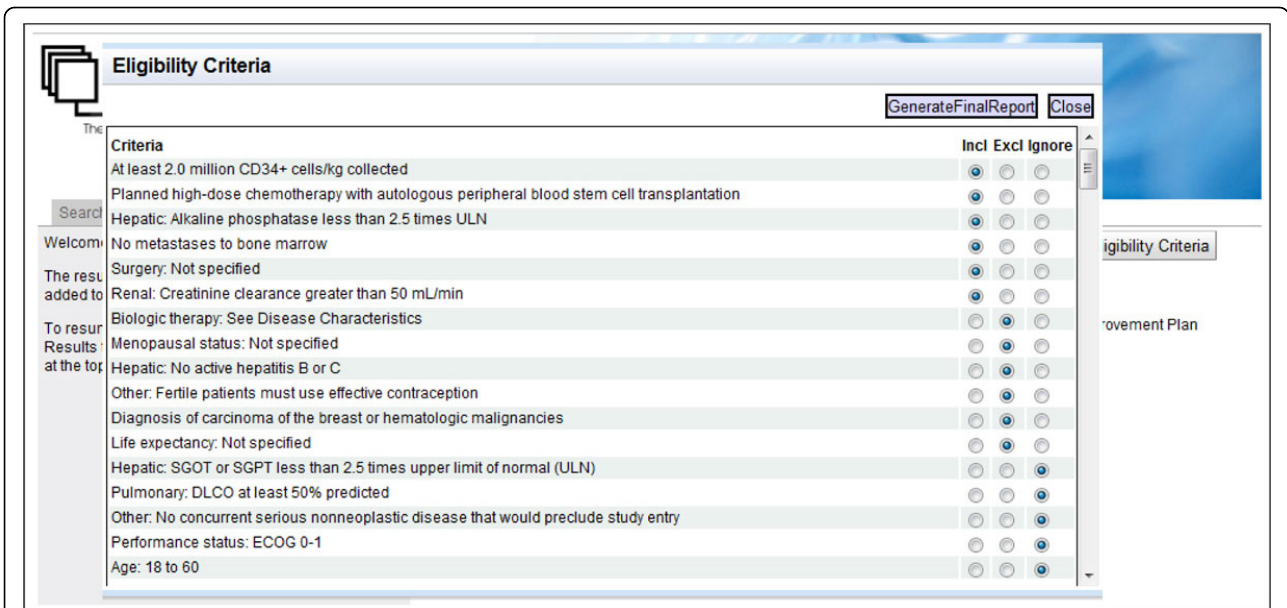 Eligibility Criteria
GenerateFinalReport Close
The
Criteria Incl Excl Ignore
At least 2.0 million CD34+ cells/kg collected
Planned high-dose chemotherapy with autologous peripheral blood stem cell transplantation
Search
Hepatic: Alkaline phosphatase less than 2.5 times ULN
Welcom
No metastases to bone marrow
igibility Criteria
Surgery: Not specified
The resu
added to
Renal: Creatinine clearance greater than 50 mL/min
Biologic therapy: See Disease Characteristics
To resur
rovement Plan
Menopausal status: Not specified
Results
at the top
Hepatic: No active hepatitis B or C
Other: Fertile patients must use effective contraception
Diagnosis of carcinoma of the breast or hematologic malignancies
Life expectancy: Not specified
Hepatic: SGOT or SGPT less than 2.5 times upper limit of normal (ULN)
Pulmonary: DLCO at least 50% predicted
Other: No concurrent serious nonneoplastic disease that would preclude study entry
Performance status: ECOG 0-1
Age: 18 to 60